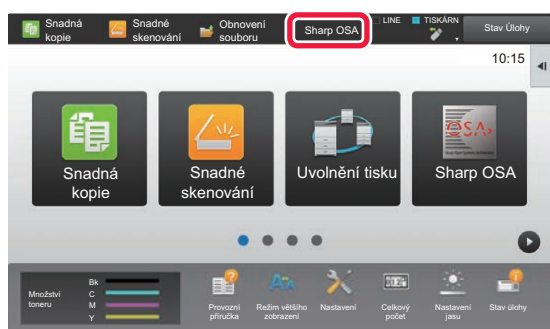 Snadná
kopie
Snadné
skenování
Obnovení
souboru
Sharp OSA
LINE
TISKÁRN
Stav Úlohy
10:15
Snadná
kopie
Snadné
skenování
Uvolnění tisku
OSA
Sharp OSA
Množství
toneru
Bk
C
M
Y
Provozní
příručka
Režim většího
zobrazení
Nastavení
Celkový
počet
Nastavení
jasu
Stav úlohy